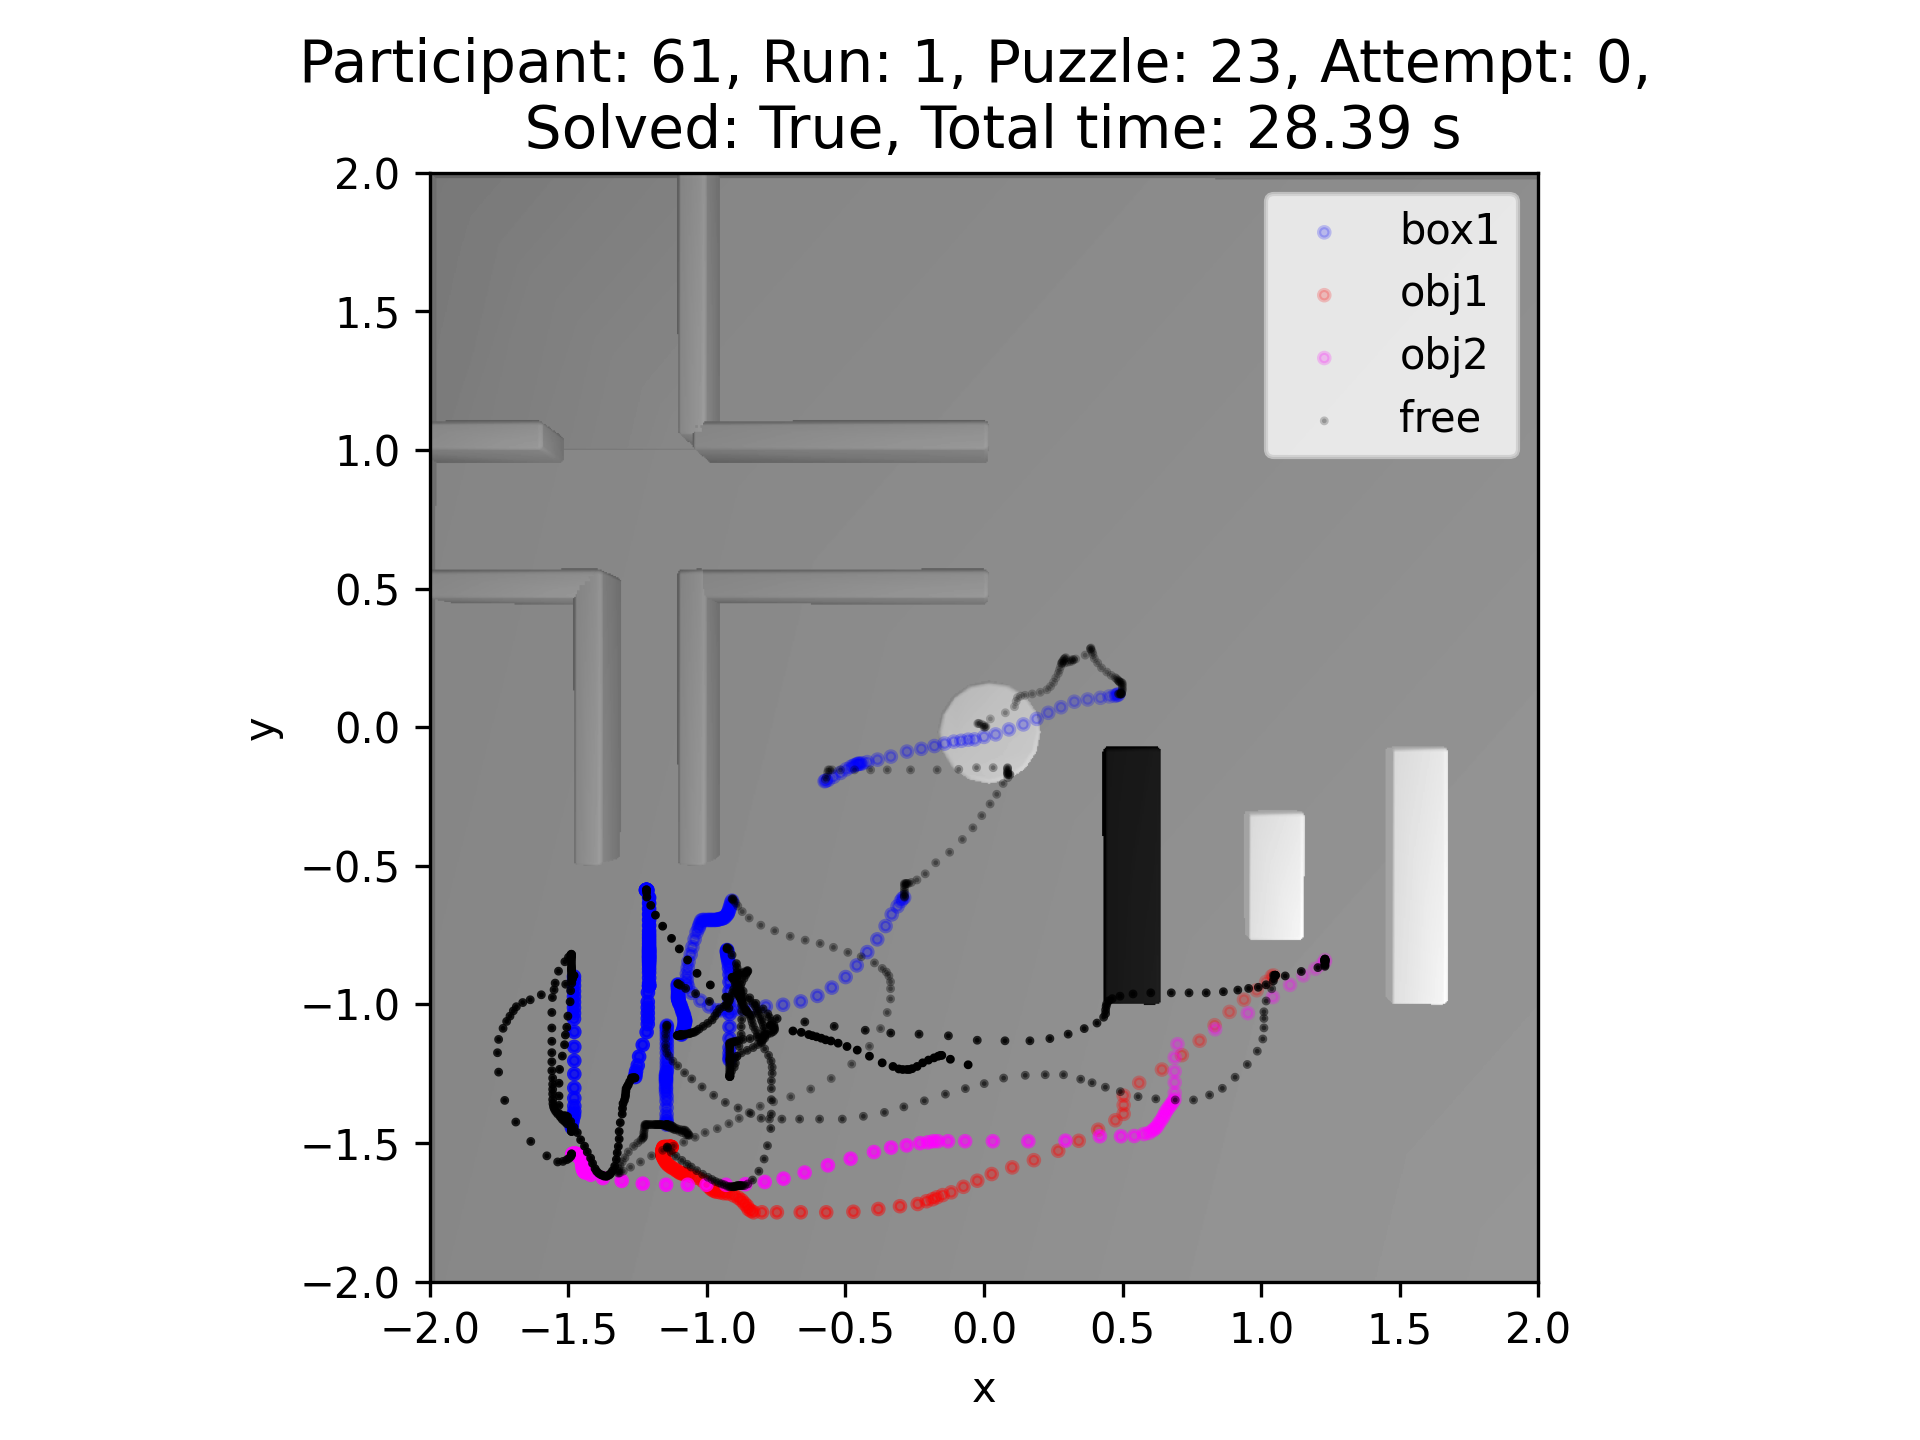 Participant: 61, Run: 1, Puzzle: 23, Attempt: 0,
Solved: True, Total time: 28.39 s
box1
obj1
obj2
free
2.0
1.5
1.0
0.5
0.0
−0.5
−1.0
−1.5
−2.0
y
−2.0 −1.5 −1.0 −0.5 0.0 0.5 1.0 1.5 2.0
x